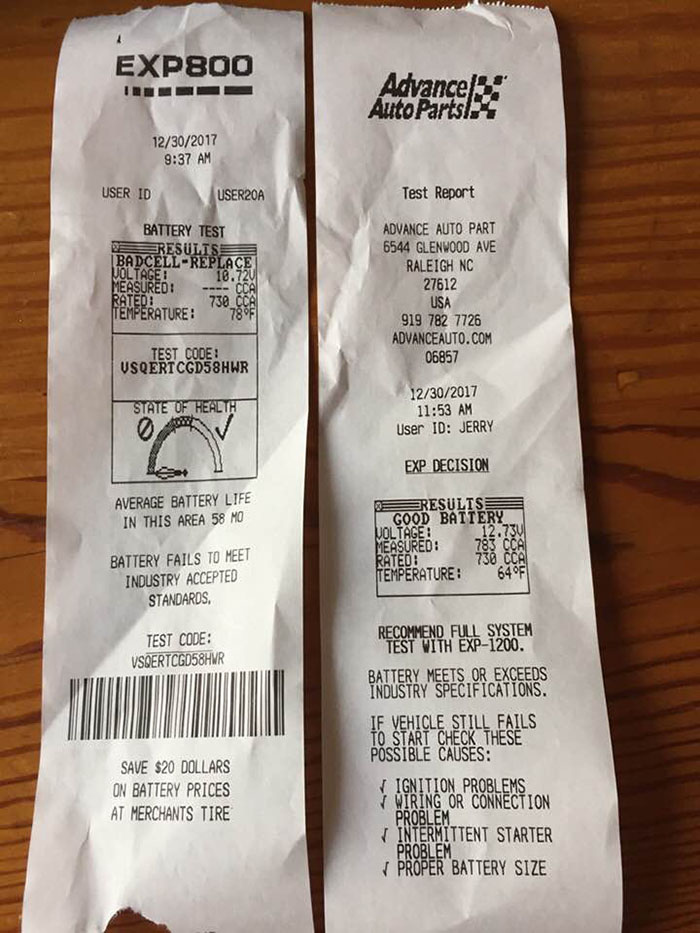 EXP800
12/30/2017
9:37 AM
USER ID USER20A
BATTERY TEST
RESULTS
BADCELL-REPLACE
VOLTAGE: 10.72V
MEASURED: ---- CCA
RATED: 730 CCA
TEMPERATURE: 78°F
TEST CODE:
VSQERTCGD58HWR
STATE OF HEALTH
AVERAGE BATTERY LIFE
IN THIS AREA 58 MO
BATTERY FAILS TO MEET
INDUSTRY ACCEPTED
STANDARDS.
TEST CODE:
VSQERTCGD58HWR
SAVE $20 DOLLARS
ON BATTERY PRICES
AT MERCHANTS TIRE
Advance
Auto Parts
Test Report
ADVANCE AUTO PART
6544 GLENWOOD AVE
RALEIGH NC
27612
USA
919 782 7726
ADVANCEAUTO.COM
06857
12/30/2017
11:53 AM
User ID: JERRY
EXP DECISION
RESULTS
GOOD BATTERY
VOLTAGE: 12.73V
MEASURED: 783 CCA
RATED: 730 CCA
TEMPERATURE: 64°F
RECOMMEND FULL SYSTEM
TEST WITH EXP-1200.
BATTERY MEETS OR EXCEEDS
INDUSTRY SPECIFICATIONS.
IF VEHICLE STILL FAILS
TO START CHECK THESE
POSSIBLE CAUSES:
√ IGNITION PROBLEMS
√ WIRING OR CONNECTION
PROBLEM
√ INTERMITTENT STARTER
PROBLEM
√ PROPER BATTERY SIZE